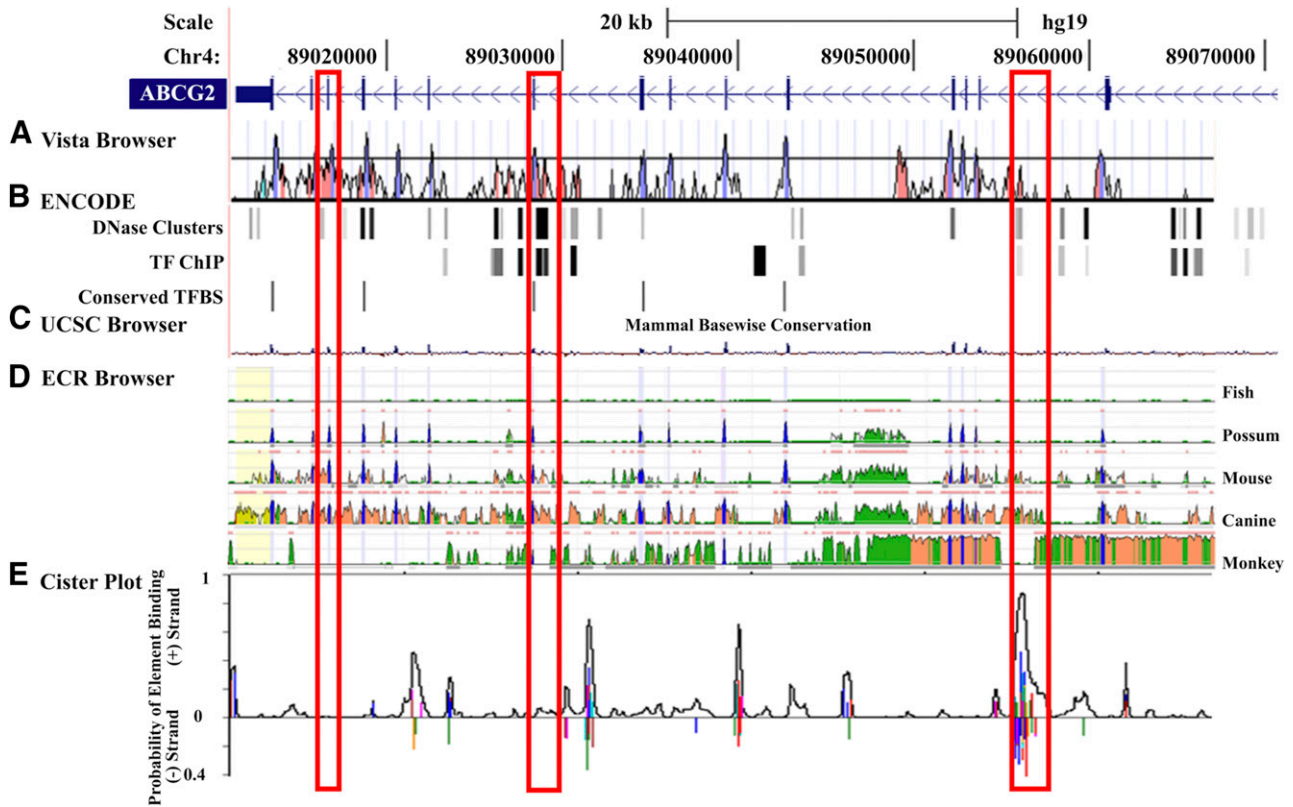 Scale 20 kb hg19
Chr4: 89020000 89030000 89040000 89050000 89060000 89070000
ABCG2
A Vista Browser
B ENCODE
DNase Clusters
TF ChIP
Conserved TFBS
C UCSC Browser Mammal Basewise Conservation
D ECR Browser
Fish
Possum
Mouse
Canine
Monkey
E Cister Plot
Probability of Element Binding
(-) Strand (+) Strand
1
0
0.4